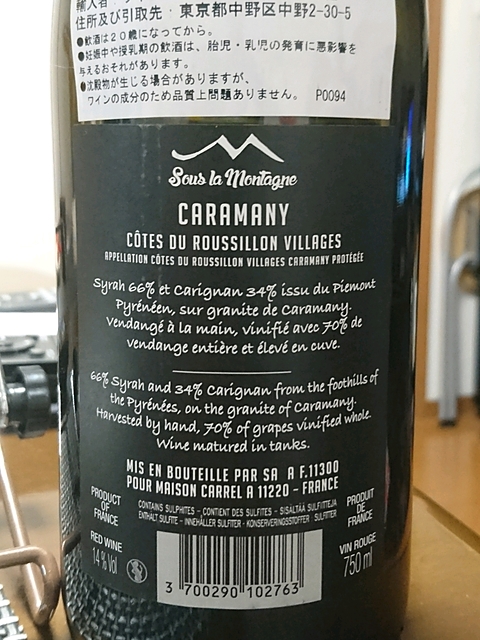 住所及び引取先・東京都中野区中野2-30-5
●飲酒は20歳になってから。
●妊娠中や授乳期の飲酒は、胎児・乳児の発育に悪影響を
与えるおそれがあります。
●沈殿物が生じる場合がありますが、
ワインの成分のため品質上問題ありません。 P0094
Sous la Montagne
CARAMANY
CÔTES DU ROUSSILLON VILLAGES
APPELLATION CÔTES DU ROUSSILLON VILLAGES CARAMANY PROTÉGÉE
Syrah 66% et Carignan 34% issu du Piemont
Pyrénéen, sur granite de Caramany.
Vendangé à la main, vinifié avec 70% de
vendange entière et élevé en cuve.
66% Syrah and 34% Carignan from the foothills of
the Pyrénées, on the granite of Caramany.
Harvested by hand, 70% of grapes vinified whole.
Wine matured in tanks.
MIS EN BOUTEILLE PAR SA A F.11300
POUR MAISON CARREL A 11220 - FRANCE
PRODUCT
OF
FRANCE
CONTAINS SULPHITES - CONTIENT DES SULFITES - SISÄLTÄÄ SULFIITTEJA
ENTHÄLT SULFITE - INNEHÅLLER SULFITER - KONSERVERINGSSTOFFER : SULFITTER
PRODUIT
DE
FRANCE
RED WINE
14% Vol
VIN ROUGE
750 ml
3 700290 102763